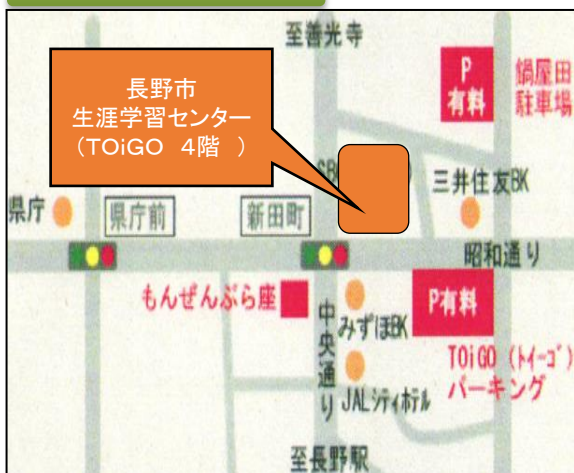 至善光寺
P
有料
鍋屋田
駐車場
長野市
生涯学習センター
（TOiGO　4階　）
三井住友BK
県庁
県庁前
新田町
昭和通り
もんぜんぷら座
中央通り
みずほBK
P有料
TOiGO（トイーゴ）
パーキング
JALシティホテル
至長野駅